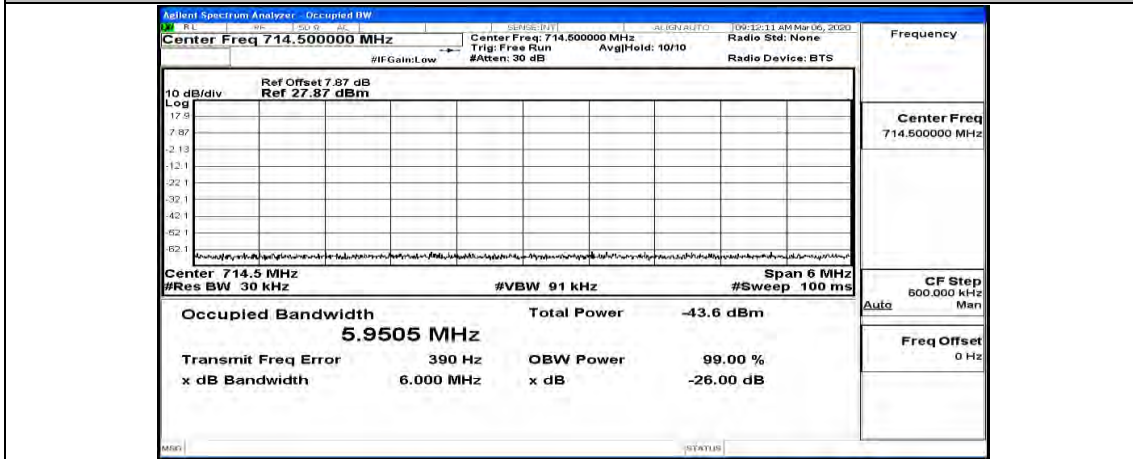 Agilent Spectrum Analyzer - Occupied BW
RL RF 50 Ω AC SENSE:INT ALIGN AUTO 09:12:11 AM Mar 06, 2020
Center Freq 714.500000 MHz
Center Freq: 714.500000 MHz
Radio Std: None
Trig: Free Run Avg|Hold: 10/10
#IFGain:Low #Atten: 30 dB Radio Device: BTS
Ref Offset 7.87 dB
10 dB/div Ref 27.87 dBm
Log
17.9
7.87
-2.13
-12.1
-22.1
-32.1
-42.1
-52.1
-62.1
Center 714.5 MHz Span 6 MHz
#Res BW 30 kHz #VBW 91 kHz #Sweep 100 ms
Occupied Bandwidth Total Power -43.6 dBm
5.9505 MHz
Transmit Freq Error 390 Hz OBW Power 99.00 %
x dB Bandwidth 6.000 MHz x dB -26.00 dB
MSG STATUS
Frequency
Center Freq
714.500000 MHz
CF Step
600.000 kHz
Auto Man
Freq Offset
0 Hz